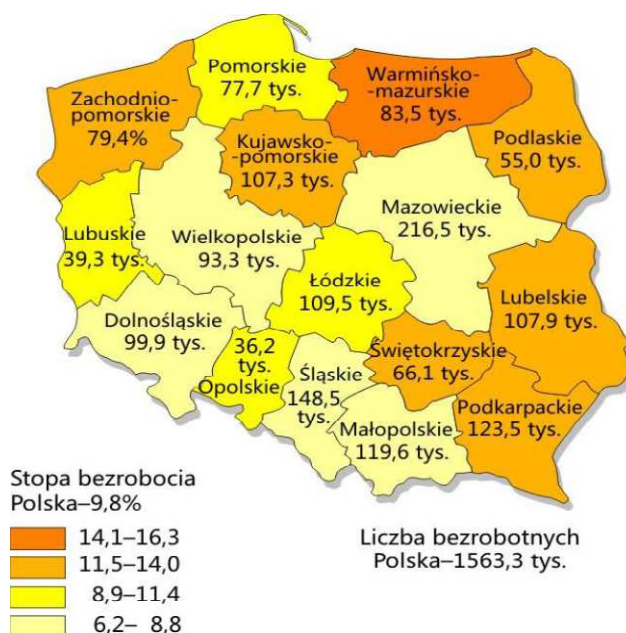 Pomorskie
77,7 tys.
Warmińsko-
-mazurskie
83,5 tys.
Zachodnio-
pomorskie
79,4%
Kujawsko-
-pomorskie
107,3 tys.
Podlaskie
55,0 tys.
Mazowieckie
216,5 tys.
Lubuskie
39,3 tys.
Wielkopolskie
93,3 tys.
Łódzkie
109,5 tys.
Lubelskie
107,9 tys.
Dolnośląskie
99,9 tys.
36,2
tys.
Opolskie
Śląskie
148,5
tys.
Świętokrzyskie
66,1 tys.
Małopolskie
119,6 tys.
Podkarpackie
123,5 tys.
Stopa bezrobocia
Polska–9,8%
14,1–16,3
11,5–14,0
8,9–11,4
6,2– 8,8
Liczba bezrobotnych
Polska–1563,3 tys.